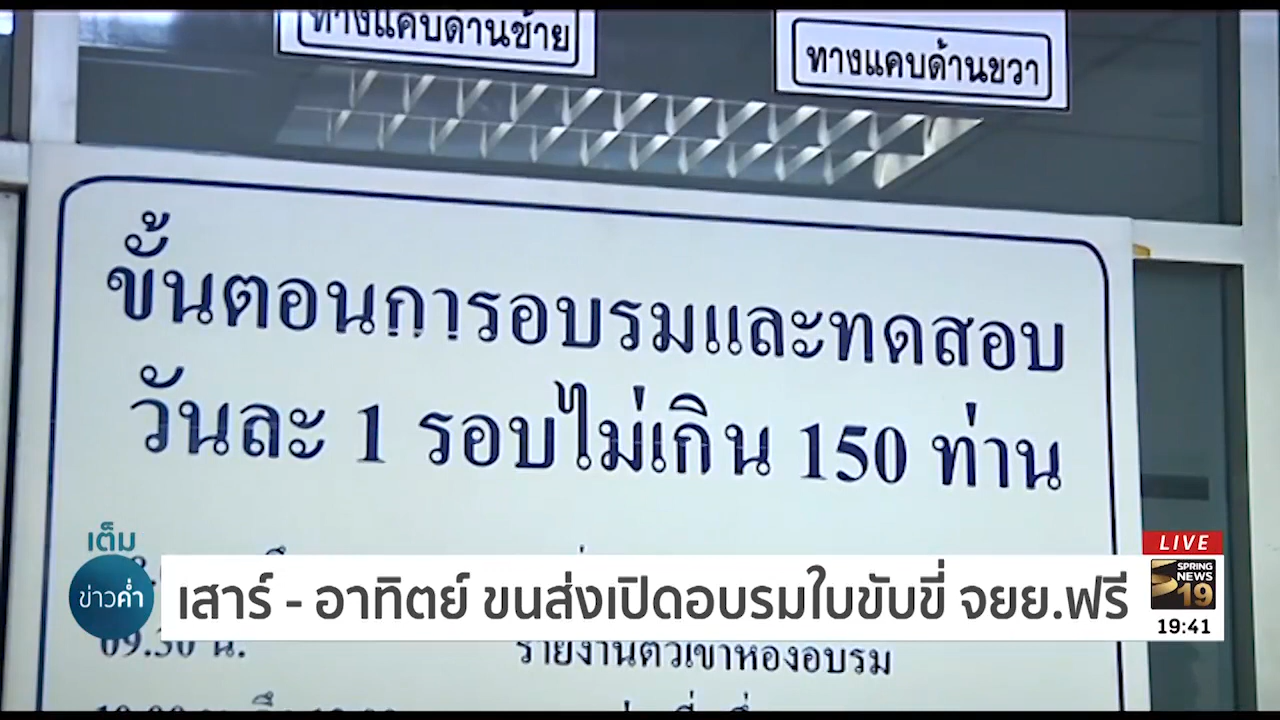 ทางแคบด้านซ้าย
ทางแคบด้านขวา
ขั้นตอนการอบรมและทดสอบ
วันละ 1 รอบไม่เกิน 150 ท่าน
เต็ม
ข่าวค่ำ
เสาร์ - อาทิตย์ ขนส่งเปิดอบรมใบขับขี่ จยย.ฟรี
LIVE
SPRING
NEWS
19
19:41
09.30 น. รายงานตัวเข้าห้องอบรม